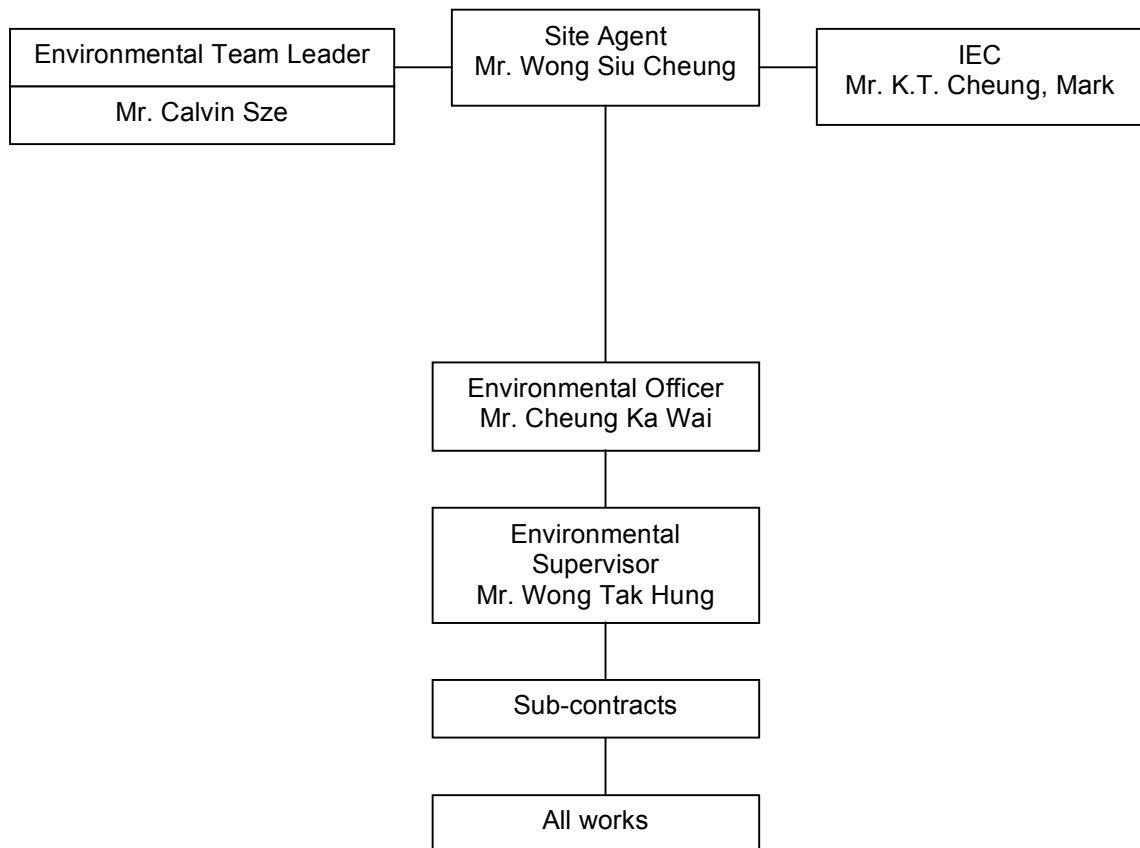 Environmental Team Leader
Mr. Calvin Sze
Site Agent
Mr. Wong Siu Cheung
IEC
Mr. K.T. Cheung, Mark
Environmental Officer
Mr. Cheung Ka Wai
Environmental
Supervisor
Mr. Wong Tak Hung
Sub-contracts
All works